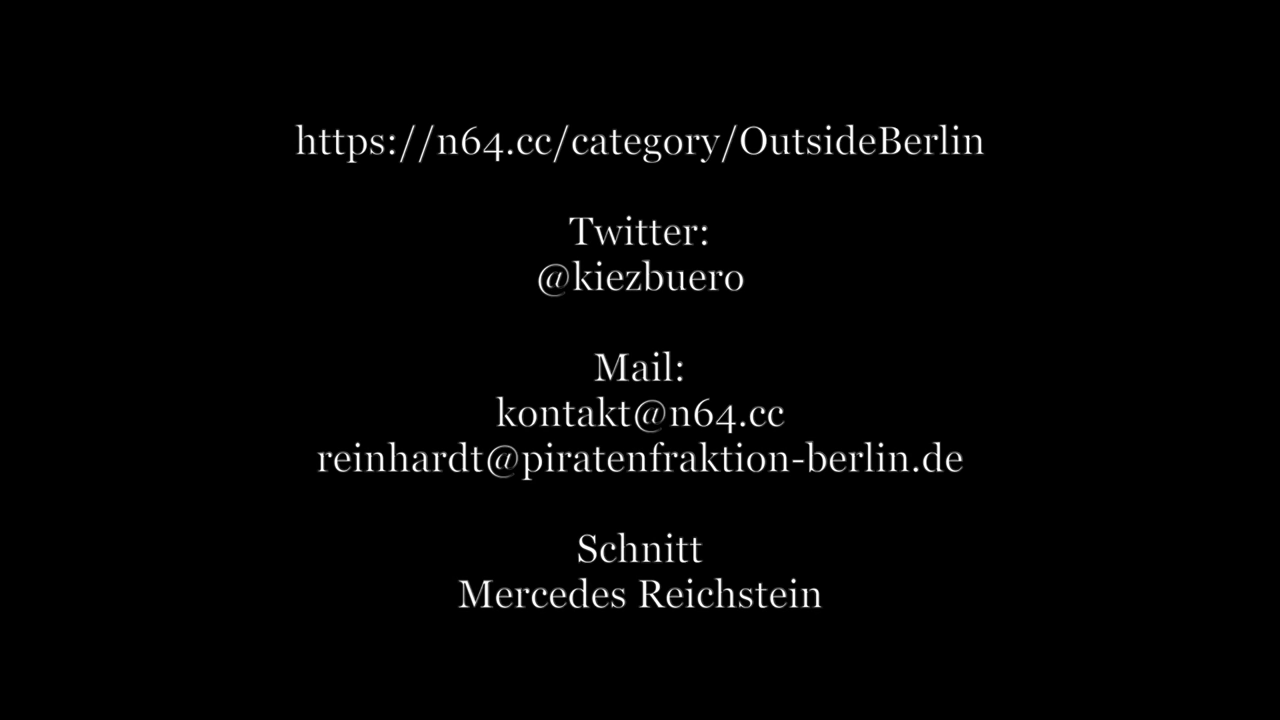 https://n64.cc/category/OutsideBerlin
Twitter:
@kiezbuero
Mail:
kontakt@n64.cc
reinhardt@piratenfraktion-berlin.de
Schnitt
Mercedes Reichstein